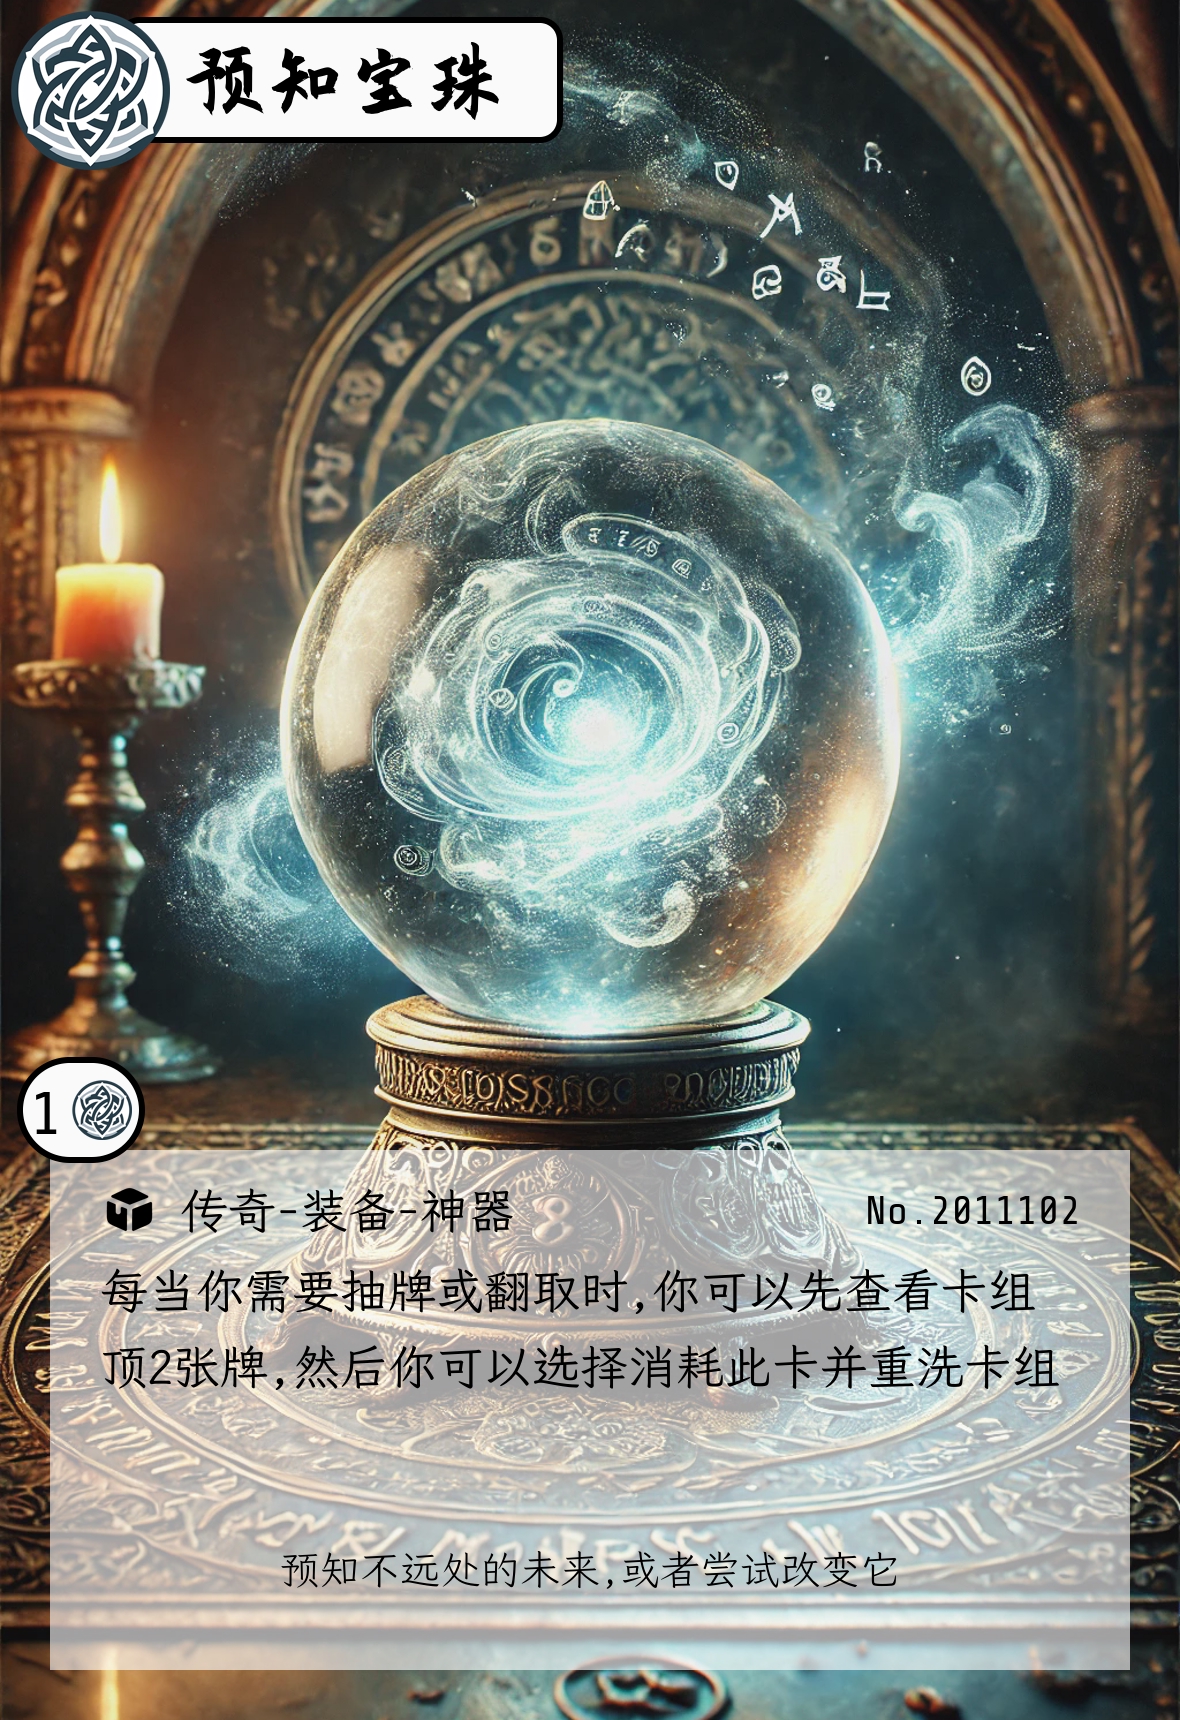 预知宝珠
1
传奇-装备-神器
No.2011102
每当你需要抽牌或翻取时,你可以先查看卡组
顶2张牌,然后你可以选择消耗此卡并重洗卡组
预知不远处的未来,或者尝试改变它